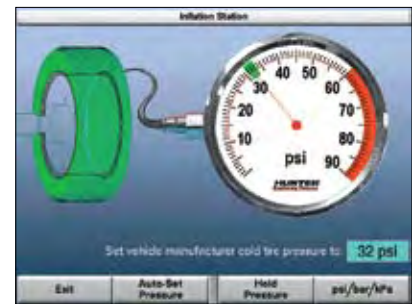 Inflation Station
10
20
30
40
50
60
70
80
90
psi
HUNTER
Set vehicle manufacturer cold tire pressure to: 32 psi
Exit
Auto-Set Pressure
Hold Pressure
psi/bar/kPa